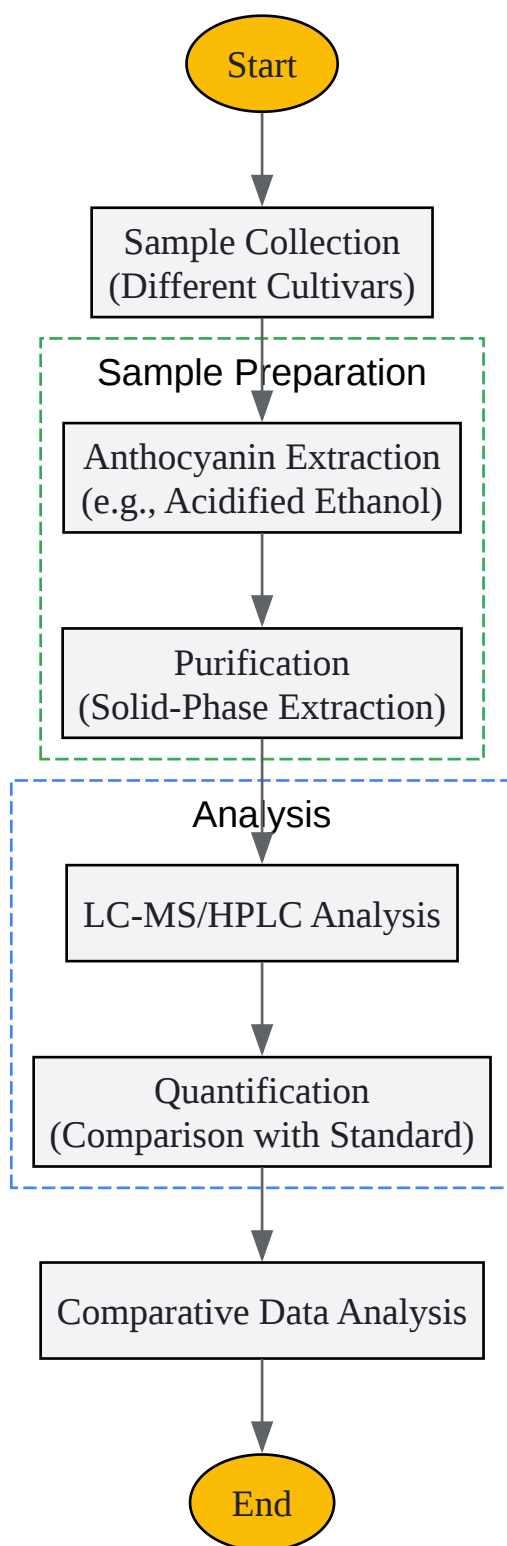 Start
Sample Collection
(Different Cultivars)
Sample Preparation
Anthocyanin Extraction
(e.g., Acidified Ethanol)
Purification
(Solid-Phase Extraction)
Analysis
LC-MS/HPLC Analysis
Quantification
(Comparison with Standard)
Comparative Data Analysis
End